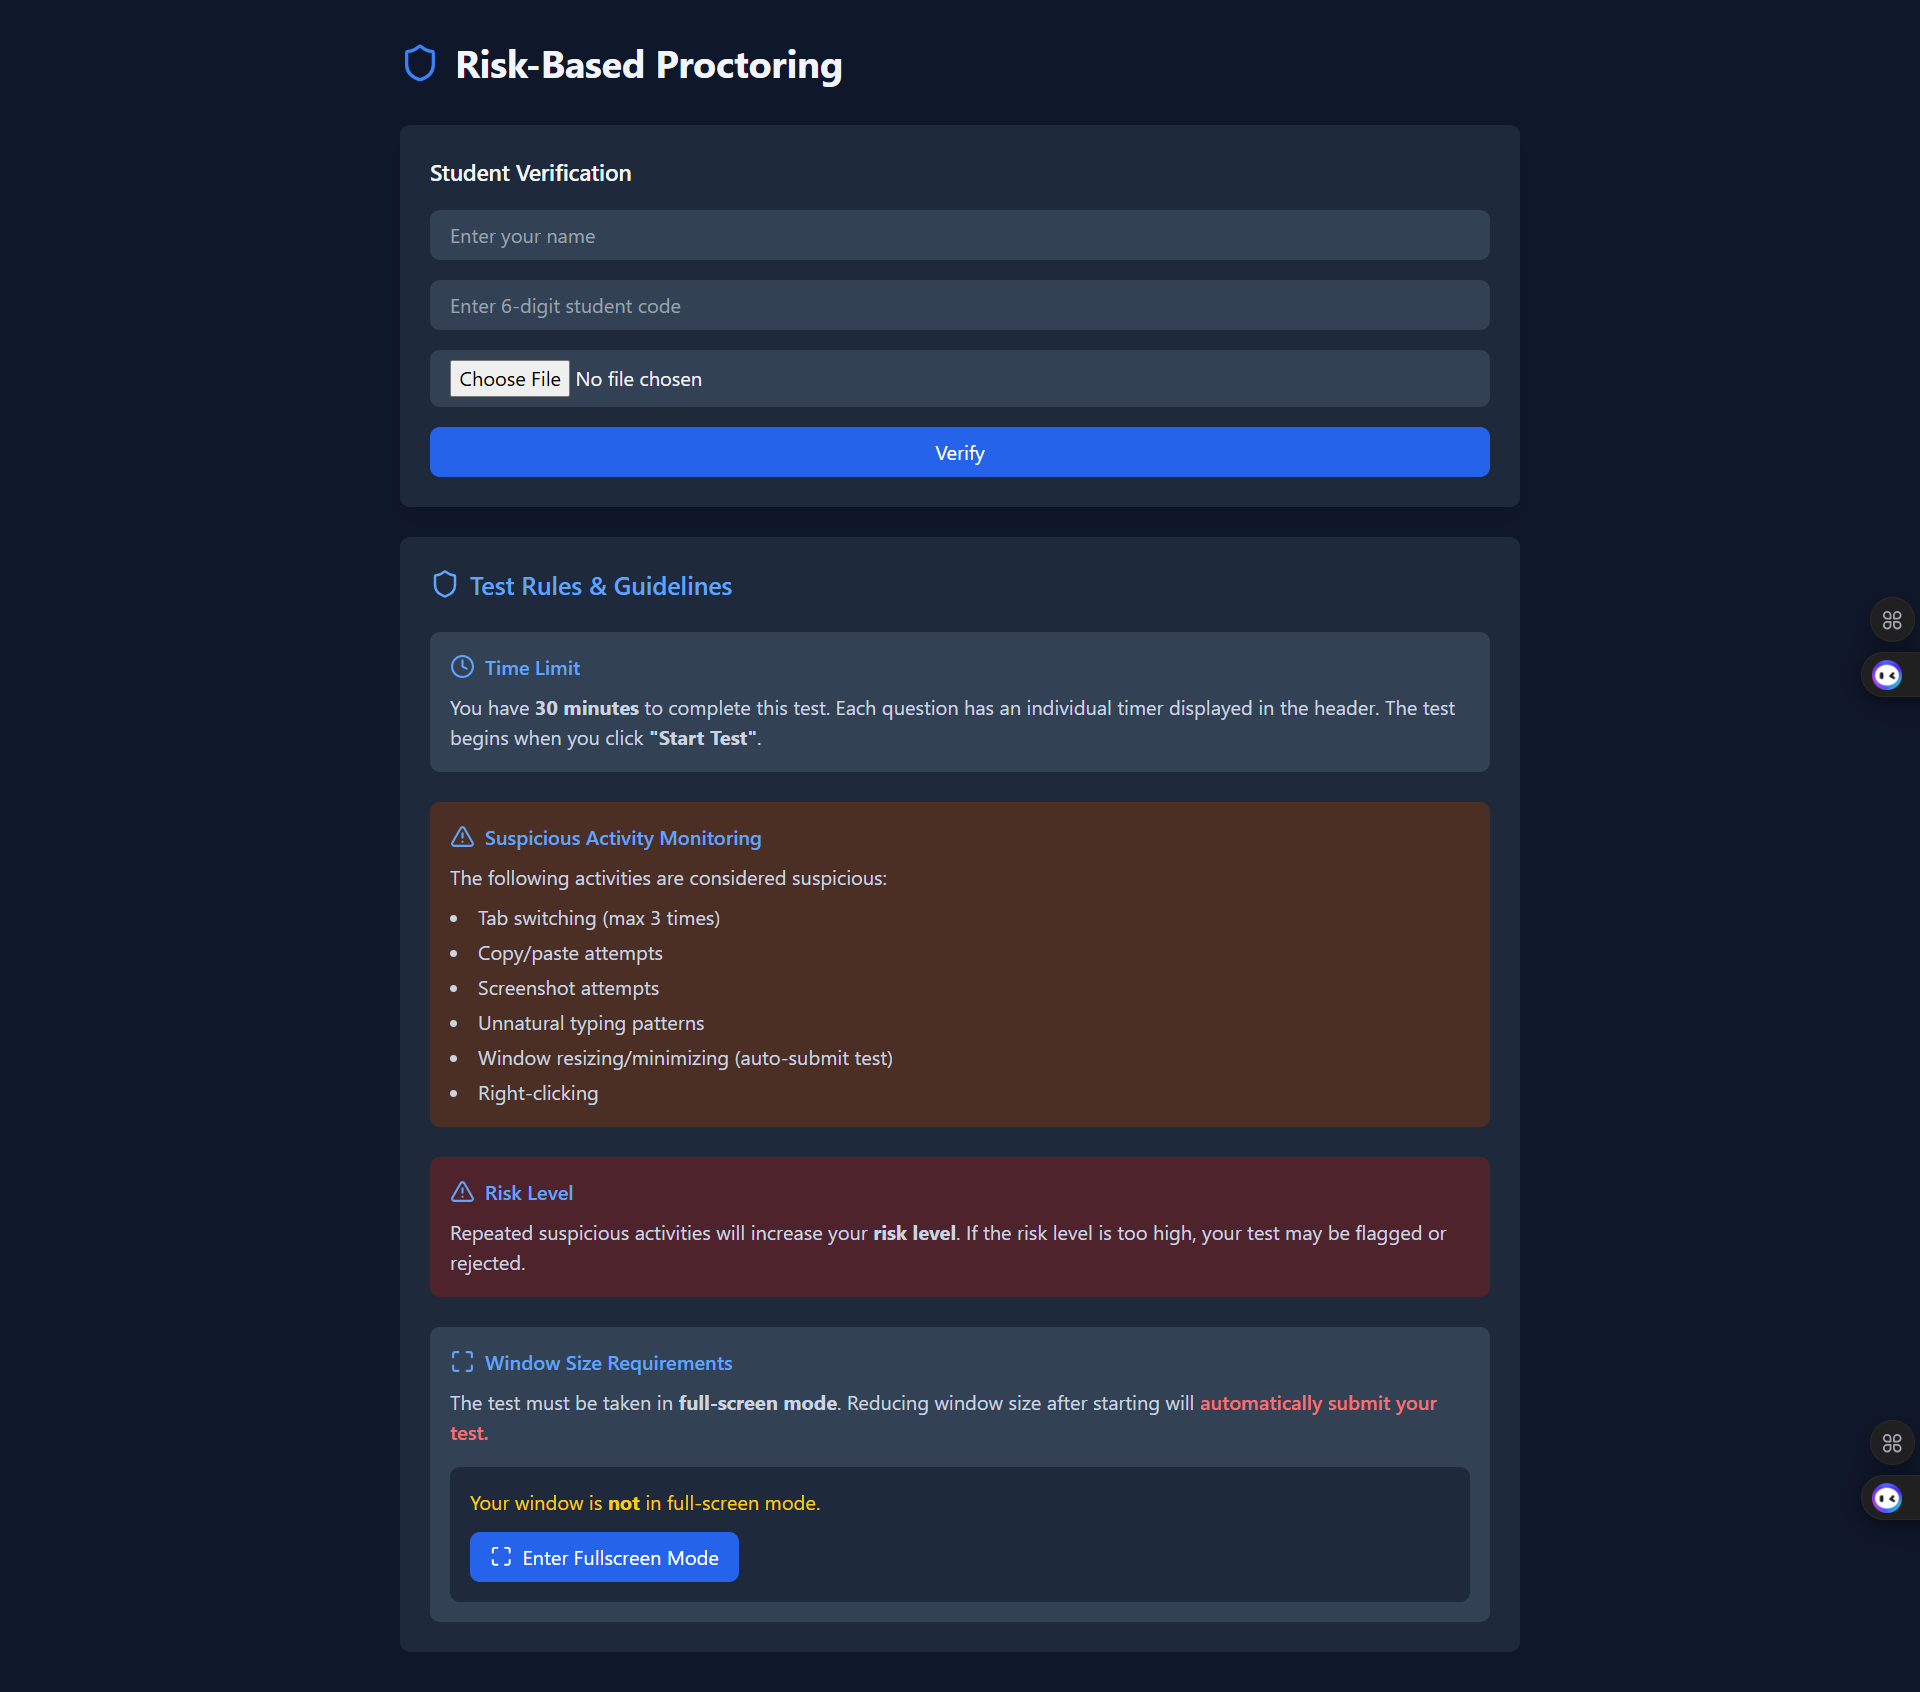 Risk-Based Proctoring
Student Verification
Enter your name
Enter 6-digit student code
Choose File No file chosen
Verify
Test Rules & Guidelines
Time Limit
You have 30 minutes to complete this test. Each question has an individual timer displayed in the header. The test
begins when you click "Start Test".
Suspicious Activity Monitoring
The following activities are considered suspicious:
• Tab switching (max 3 times)
• Copy/paste attempts
• Screenshot attempts
• Unnatural typing patterns
• Window resizing/minimizing (auto-submit test)
• Right-clicking
Risk Level
Repeated suspicious activities will increase your risk level. If the risk level is too high, your test may be flagged or
rejected.
Window Size Requirements
The test must be taken in full-screen mode. Reducing window size after starting will automatically submit your
test.
Your window is not in full-screen mode.
Enter Fullscreen Mode